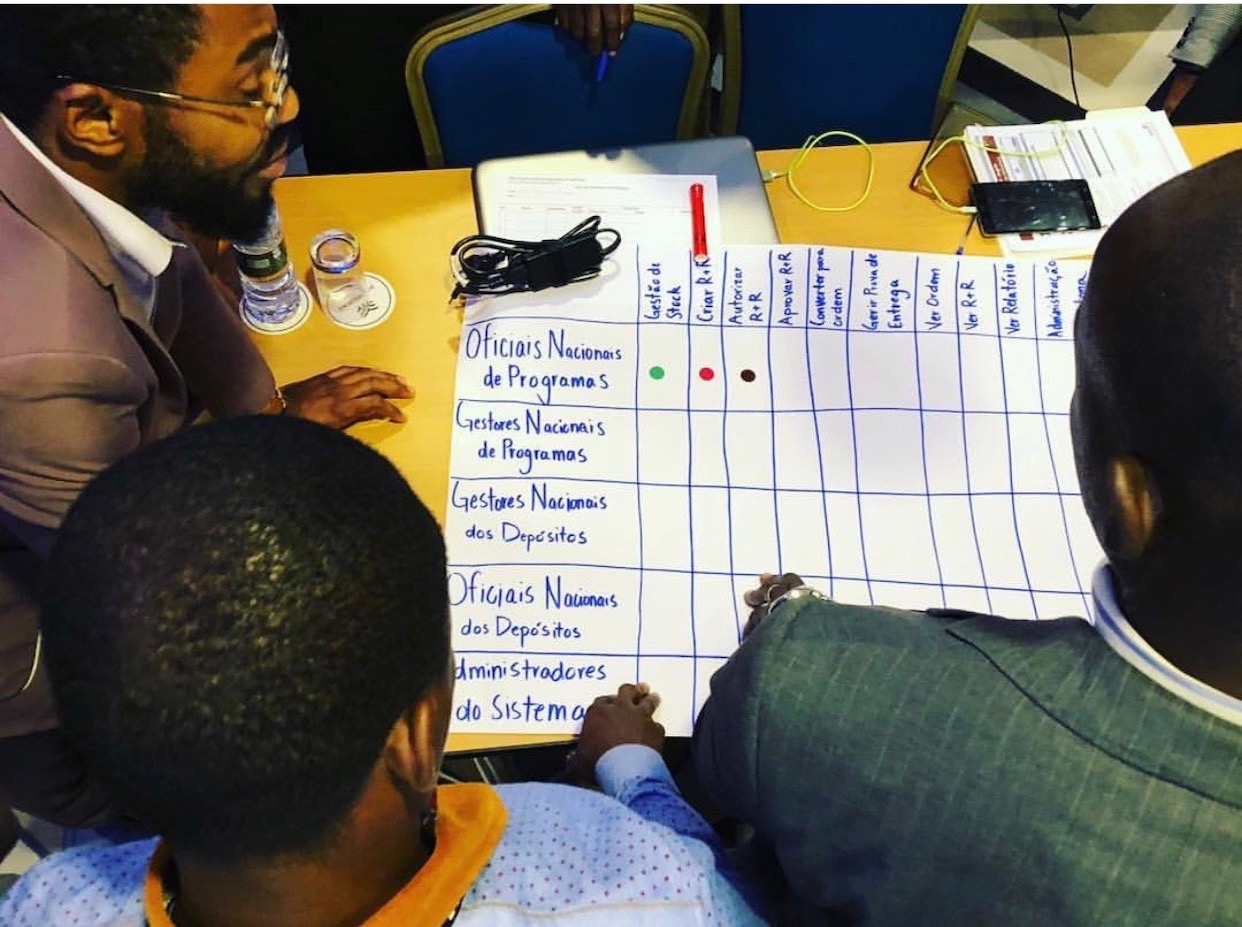 Gestão de
Stock
Criar R+R
Autorizar
R+R
Aprovar R+R
Converter para
ordem
Gerir Prova de
Entrega
Ver Ordem
Ver R+R
Ver Relatório
Administração
Oficiais Nacionais
de Programas
Gestores Nacionais
de Programas
Gestores Nacionais
dos Depósitos
Oficiais Nacionais
dos Depósitos
dministradores
do Sistema